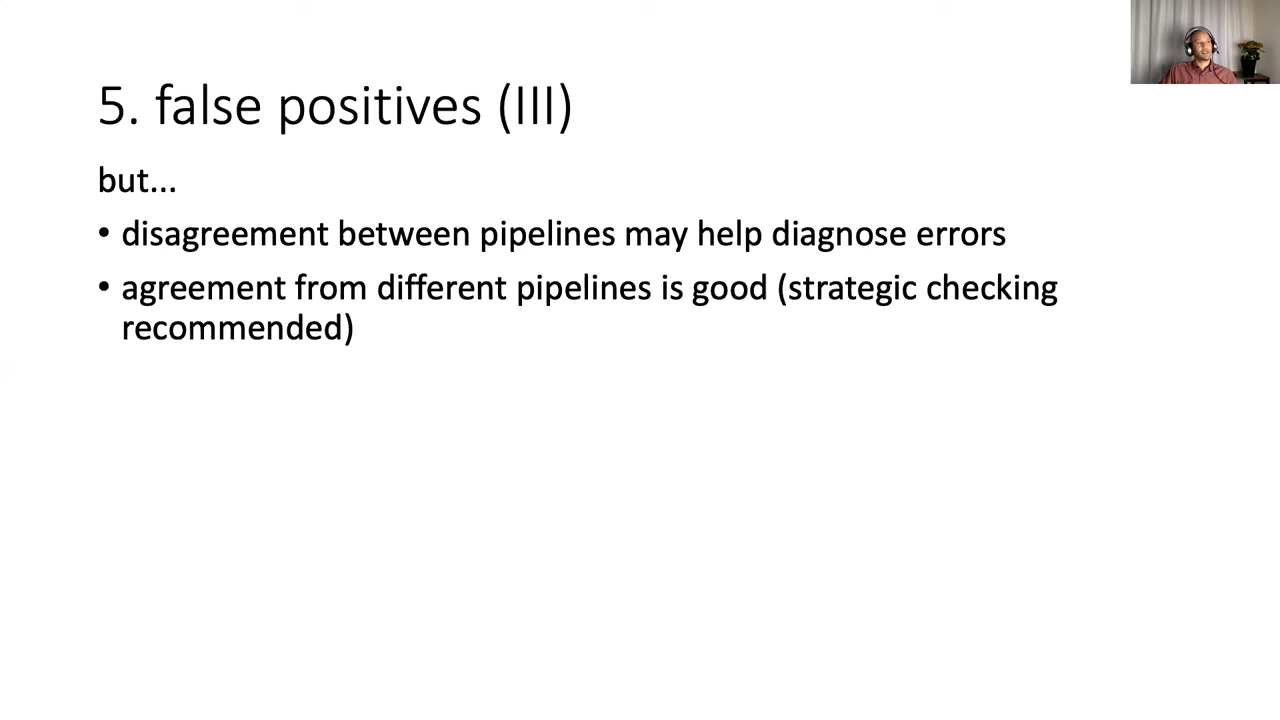 5. false positives (III)
but...
• disagreement between pipelines may help diagnose errors
• agreement from different pipelines is good (strategic checking
recommended)